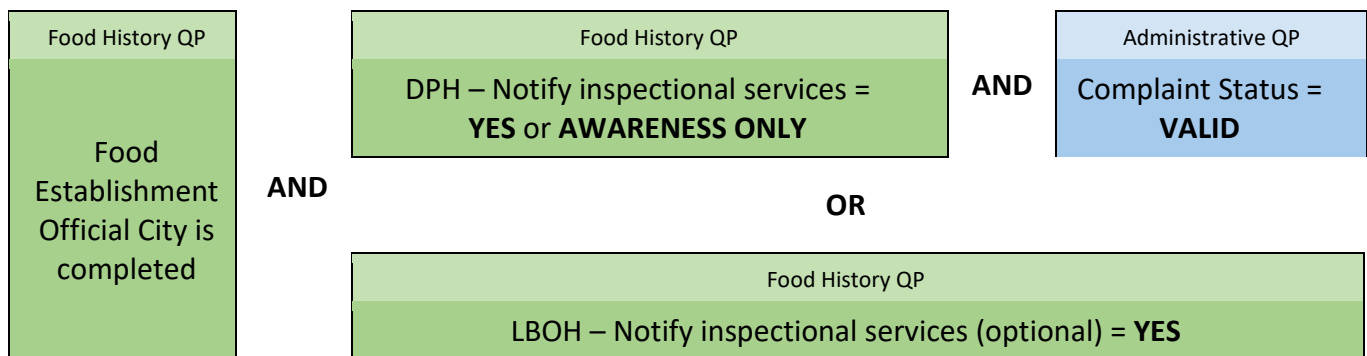 Food History QP
Food
Establishment
Official City is
completed
AND
Food History QP
DPH – Notify inspectional services =
YES or AWARENESS ONLY
AND
Administrative QP
Complaint Status =
VALID
OR
Food History QP
LBOH – Notify inspectional services (optional) = YES